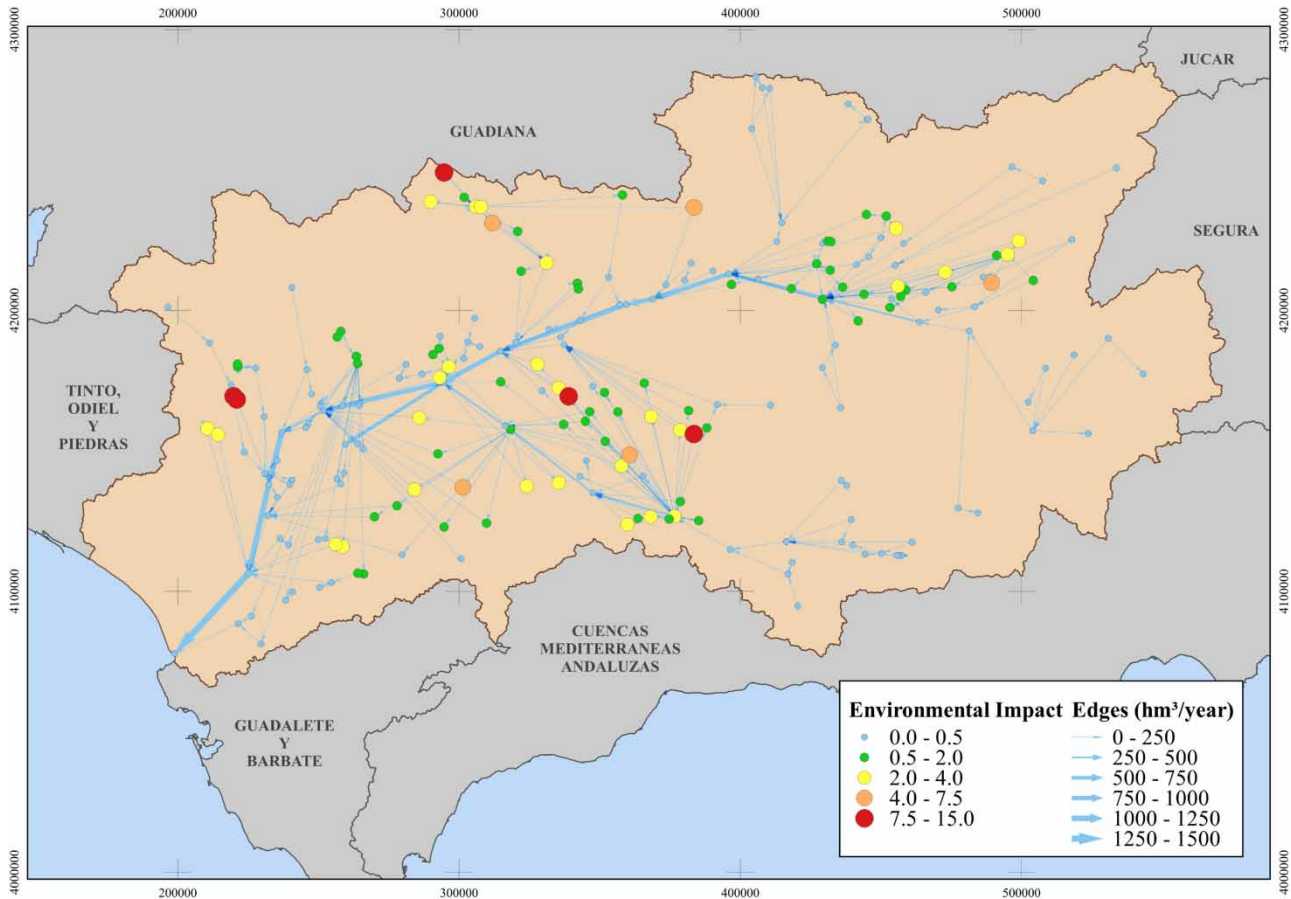 200000 300000 400000 500000
4300000 4300000
JUCAR
GUADIANA
SEGURA
4200000 4200000
TINTO,
ODIEL
Y
PIEDRAS
4100000 4100000
CUENCAS
MEDITERRANEAS
ANDALUZAS
GUADALETE
Y
BARBATE
Environmental Impact Edges (hm³/year)
0.0 - 0.5 0 - 250
0.5 - 2.0 250 - 500
2.0 - 4.0 500 - 750
4.0 - 7.5 750 - 1000
7.5 - 15.0 1000 - 1250
1250 - 1500
4000000 4000000
200000 300000 400000 500000